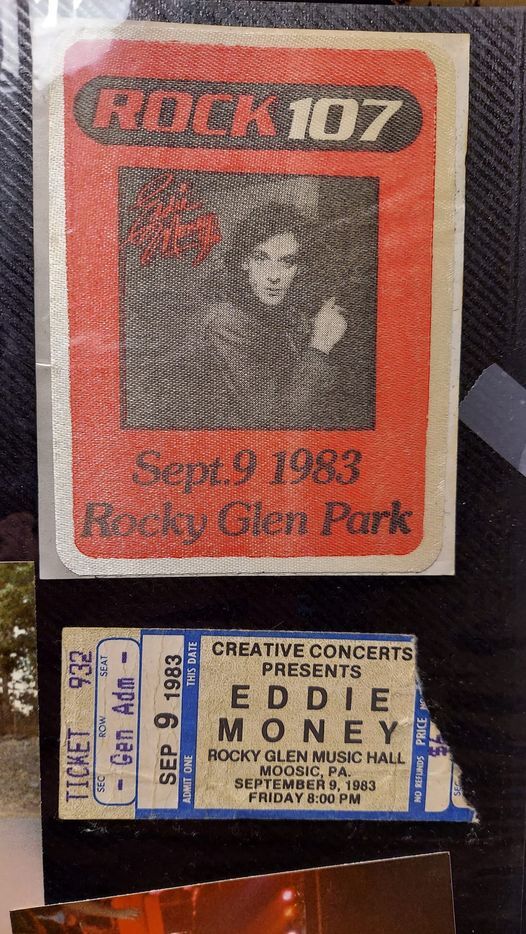 ROCK 107
Eddie
Money
Sept. 9 1983
Rocky Glen Park
TICKET 932
SEC ROW SEAT
- Gen Adm -
SEP 9 1983
ADMIT ONE THIS DATE
CREATIVE CONCERTS
PRESENTS
EDDIE
MONEY
ROCKY GLEN MUSIC HALL
MOOSIC, PA.
SEPTEMBER 9, 1983
FRIDAY 8:00 PM
NO REFUNDS PRICE